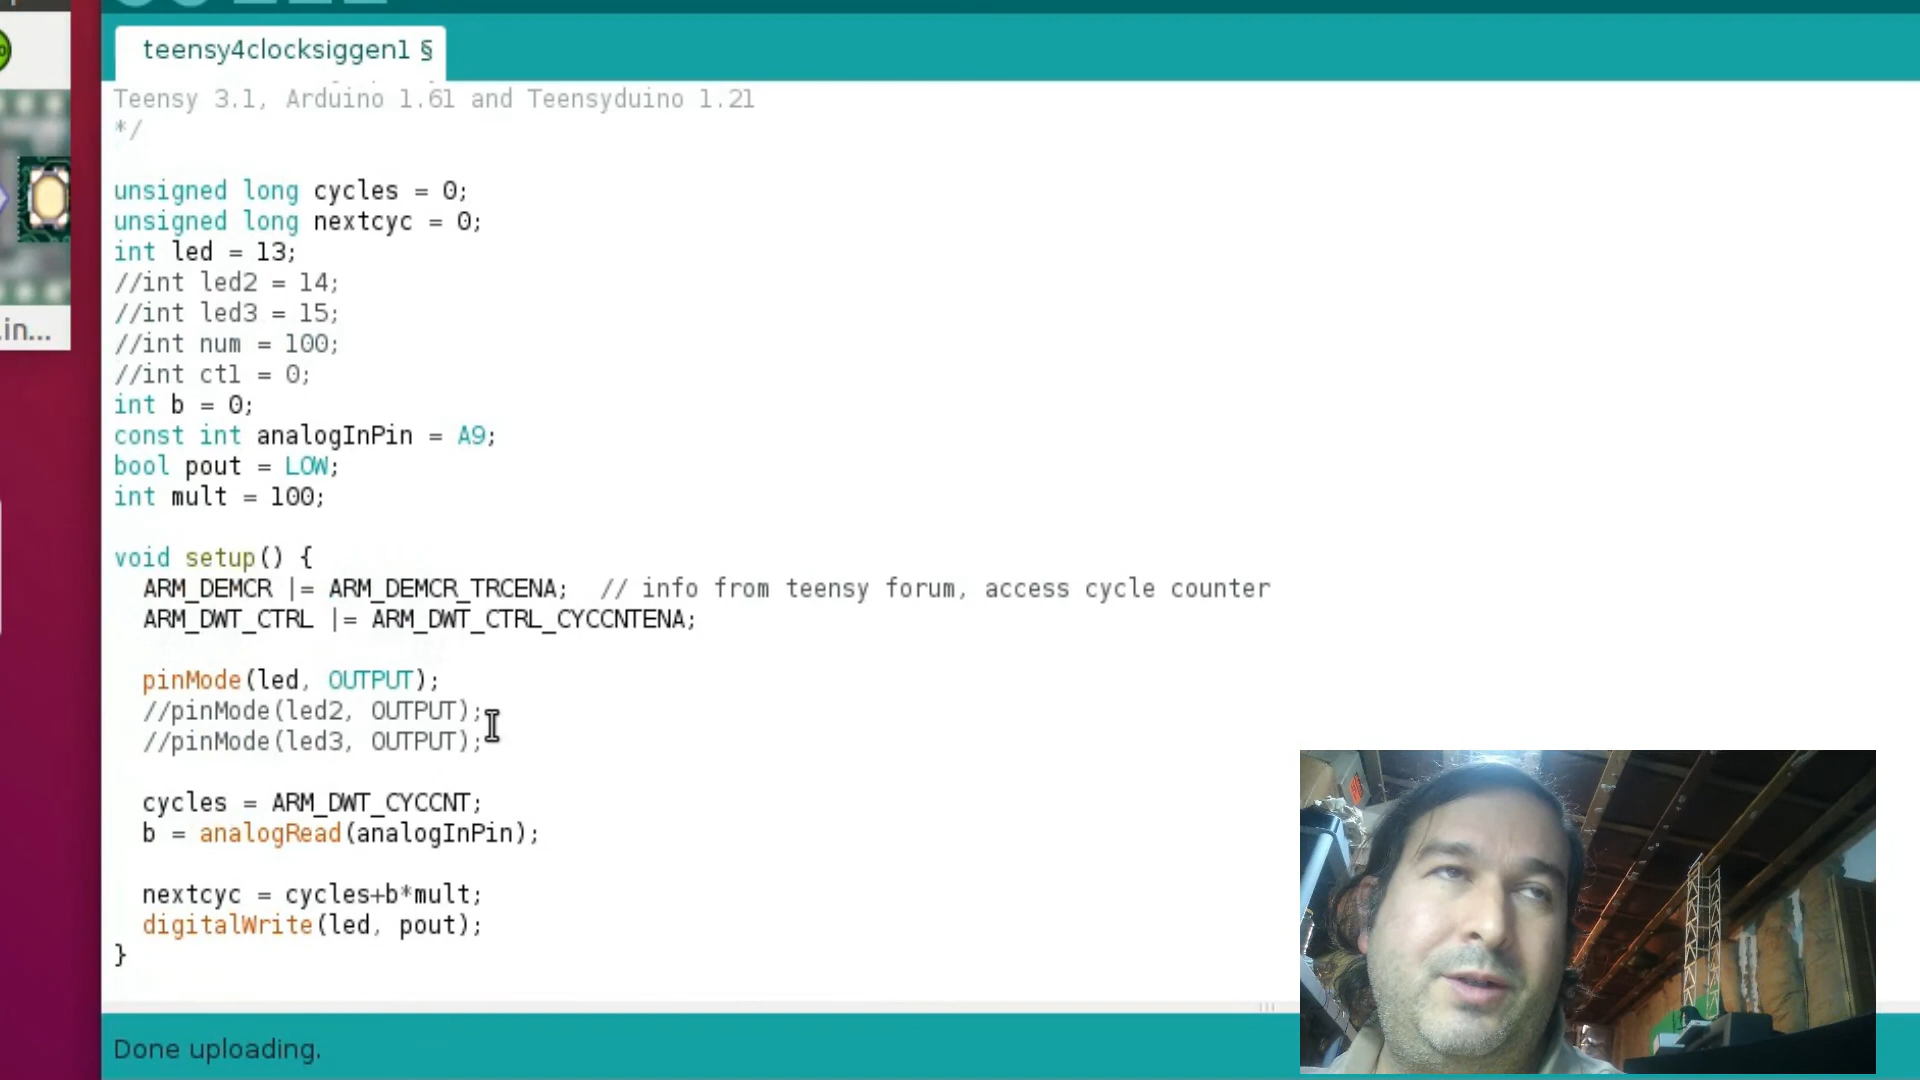 teensy4clocksiggen1 §
Teensy 3.1, Arduino 1.61 and Teensyduino 1.21
*/
unsigned long cycles = 0;
unsigned long nextcyc = 0;
int led = 13;
//int led2 = 14;
//int led3 = 15;
//int num = 100;
//int ctl = 0;
int b = 0;
const int analogInPin = A9;
bool pout = LOW;
int mult = 100;
void setup() {
ARM_DEMCR |= ARM_DEMCR_TRCENA;  // info from teensy forum, access cycle counter
ARM_DWT_CTRL |= ARM_DWT_CTRL_CYCCNTENA;
pinMode(led, OUTPUT);
//pinMode(led2, OUTPUT);
//pinMode(led3, OUTPUT);
cycles = ARM_DWT_CYCCNT;
b = analogRead(analogInPin);
nextcyc = cycles+b*mult;
digitalWrite(led, pout);
}
.in...
Done uploading.